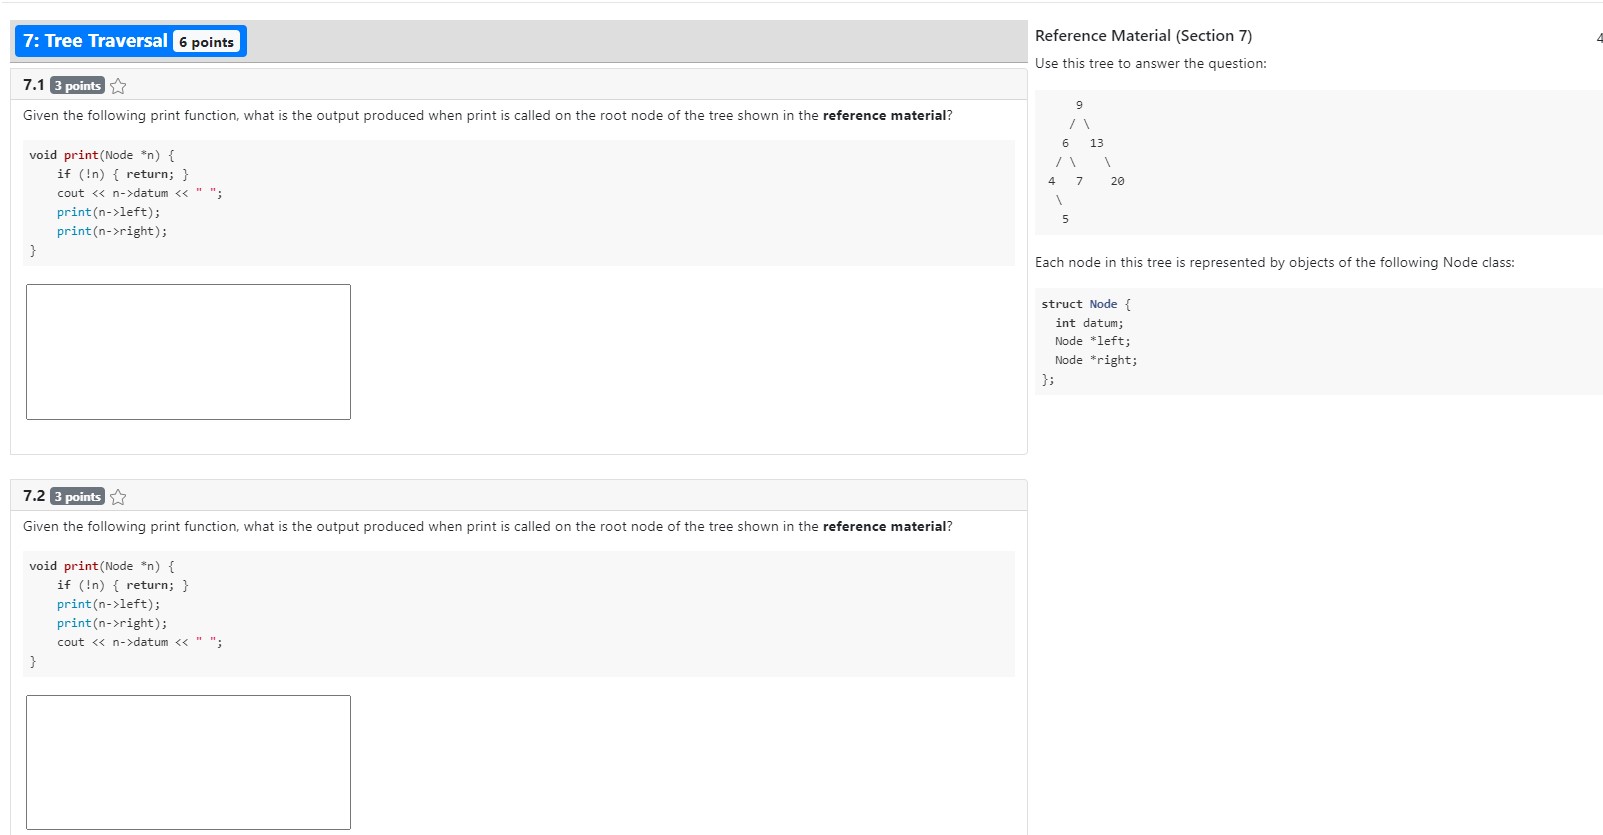 7: Tree Traversal 6 points
7.1 3 points
Given the following print function, what is the output produced when print is called on the root node of the tree shown in the reference material?
void print(Node *n) {
    if (!n) { return; }
    cout << n->datum << " ";
    print(n->left);
    print(n->right);
}
7.2 3 points
Given the following print function, what is the output produced when print is called on the root node of the tree shown in the reference material?
void print(Node *n) {
    if (!n) { return; }
    print(n->left);
    print(n->right);
    cout << n->datum << " ";
}
Reference Material (Section 7)
Use this tree to answer the question:
     9
    / \
   6   13
  / \    \
 4   7    20
  \
   5
Each node in this tree is represented by objects of the following Node class:
struct Node {
  int datum;
  Node *left;
  Node *right;
};